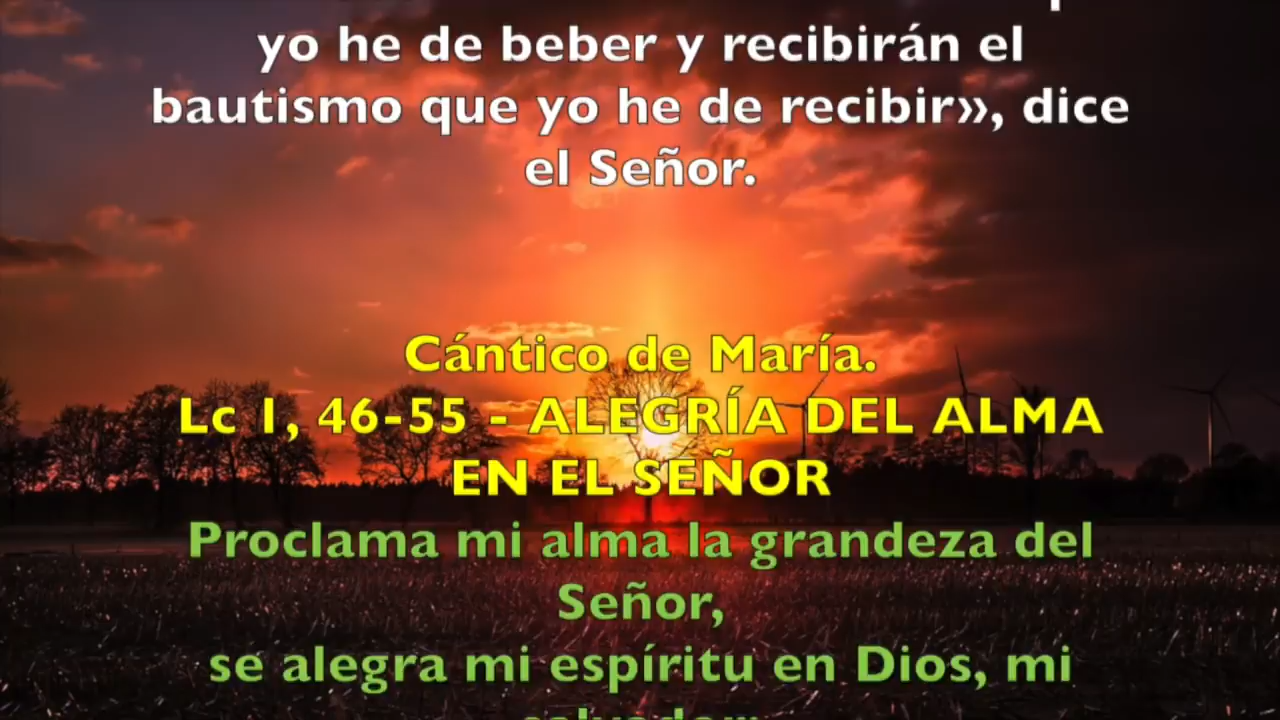 yo he de beber y recibirán el
bautismo que yo he de recibir», dice
el Señor.
Cántico de María.
Lc 1, 46-55 - ALEGRÍA DEL ALMA
EN EL SEÑOR
Proclama mi alma la grandeza del
Señor,
se alegra mi espíritu en Dios, mi